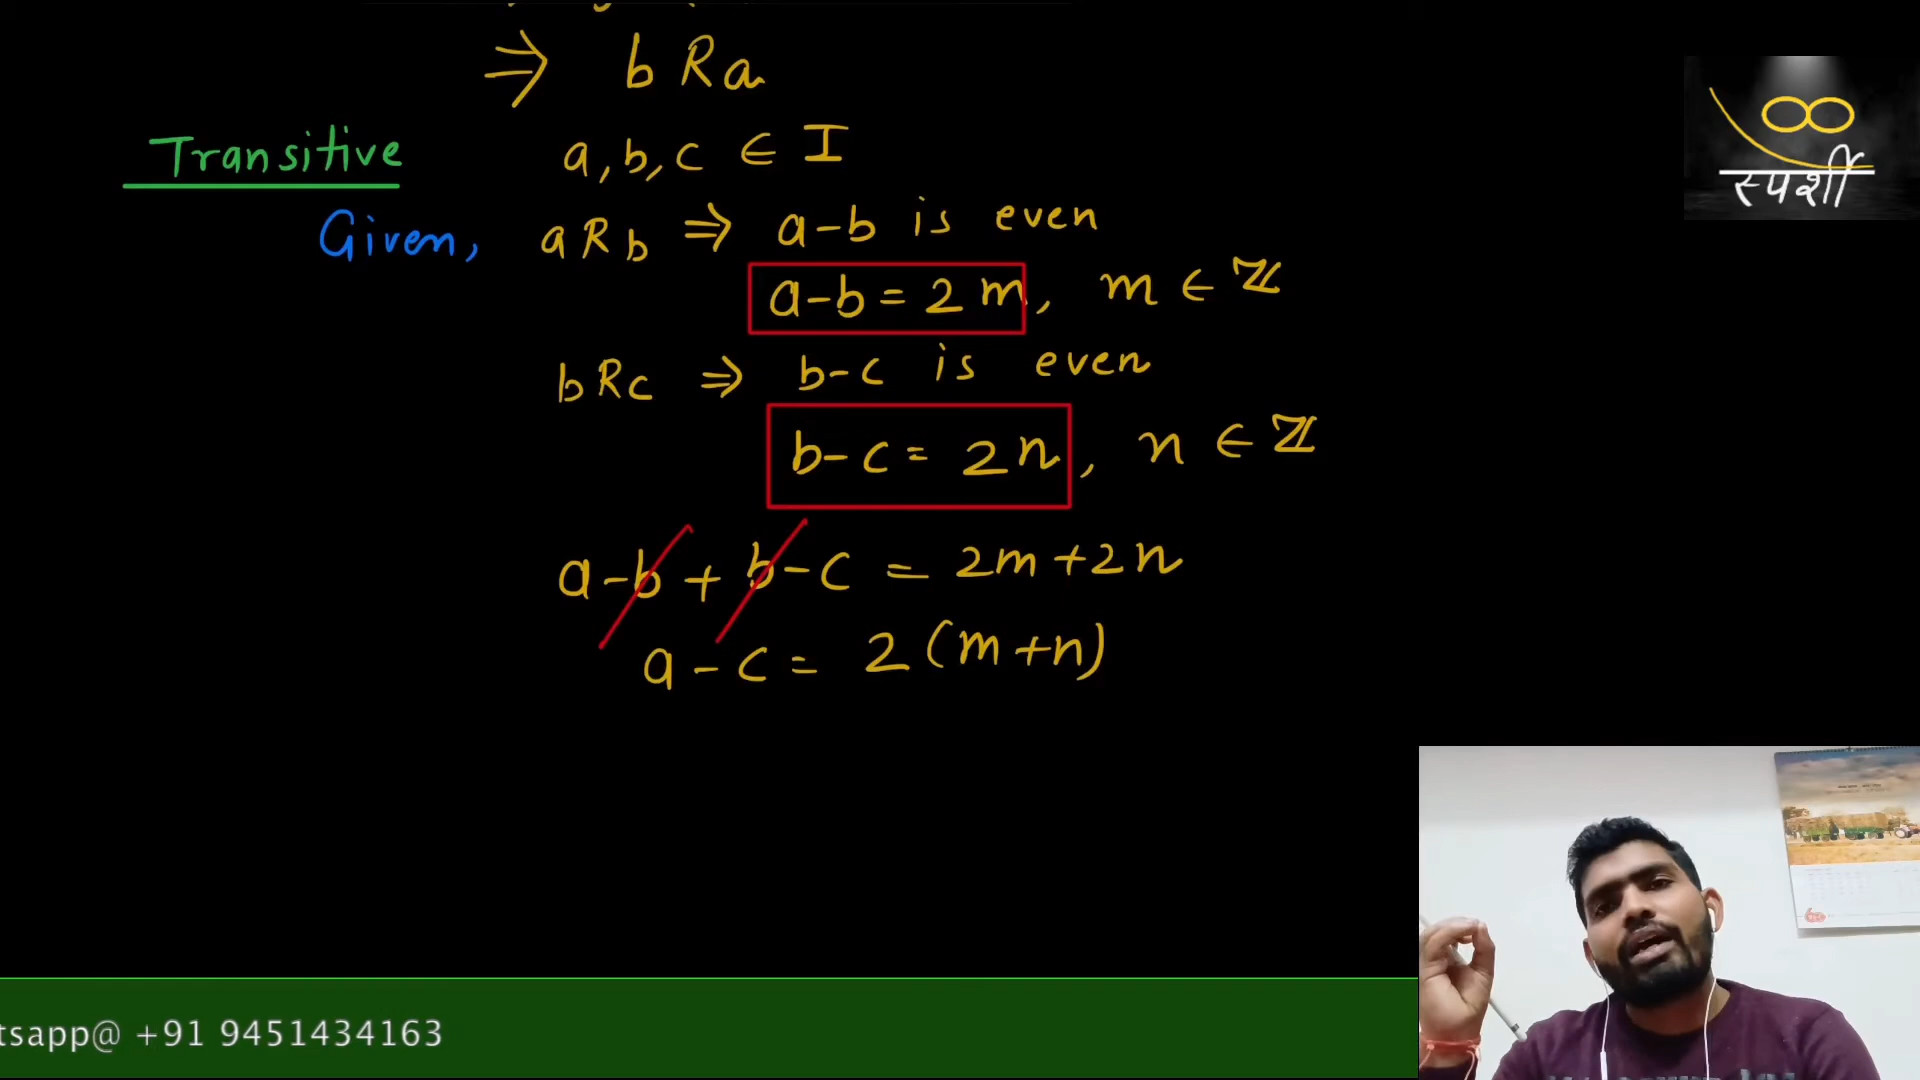 ⇒ b R a
Transitive a, b, c ∈ I
Given, a R b ⇒ a-b is even
a-b = 2m, m ∈ ℤ
b R c ⇒ b-c is even
b-c = 2n, n ∈ ℤ
a-b + b-c = 2m+2n
a-c = 2(m+n)
स्पर्शी
tsapp@ +91 9451434163